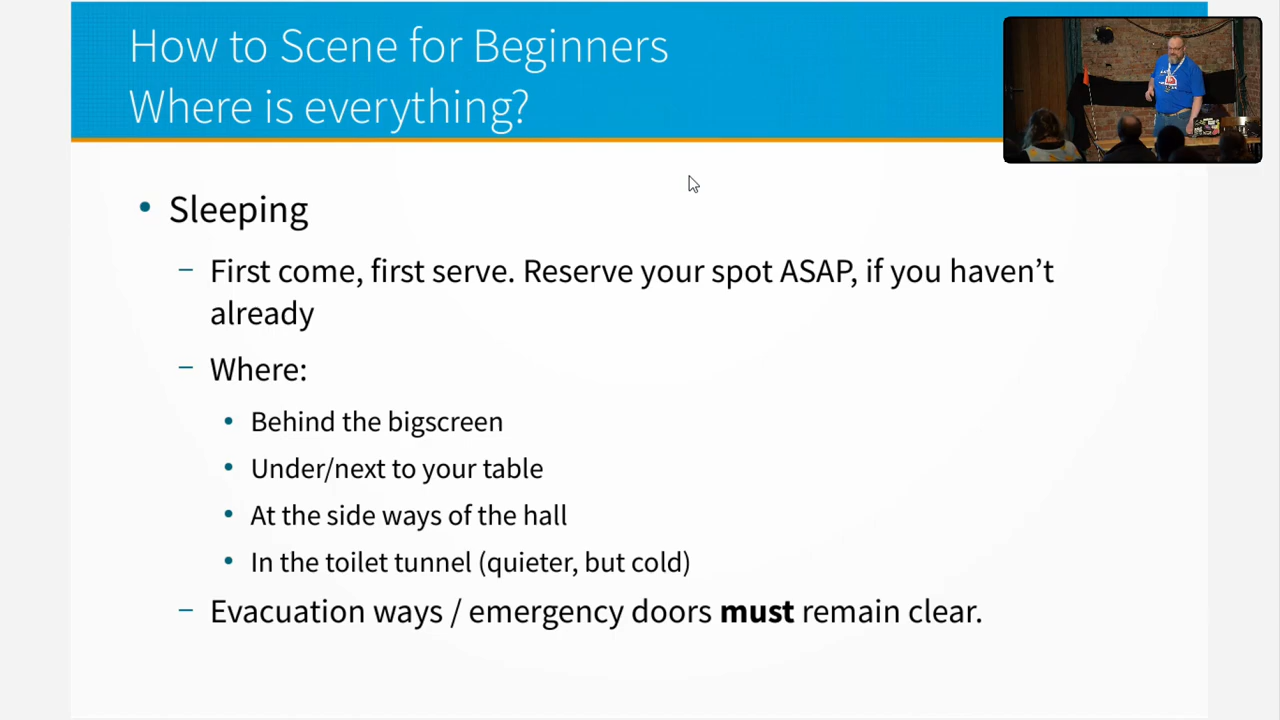 How to Scene for Beginners
Where is everything?
• Sleeping
– First come, first serve. Reserve your spot ASAP, if you haven’t
already
– Where:
• Behind the bigscreen
• Under/next to your table
• At the side ways of the hall
• In the toilet tunnel (quieter, but cold)
– Evacuation ways / emergency doors must remain clear.